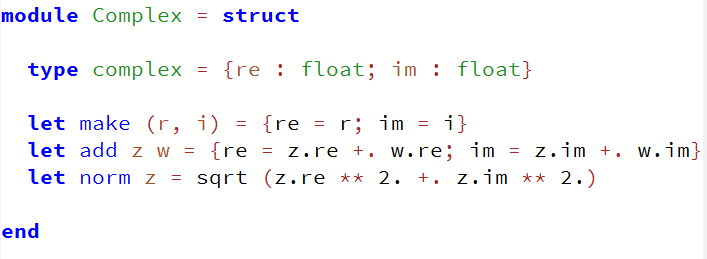 module Complex = struct
type complex = {re : float; im : float}
let make (r, i) = {re = r; im = i}
let add z w = {re = z.re +. w.re; im = z.im +. w.im}
let norm z = sqrt (z.re ** 2. +. z.im ** 2.)
end